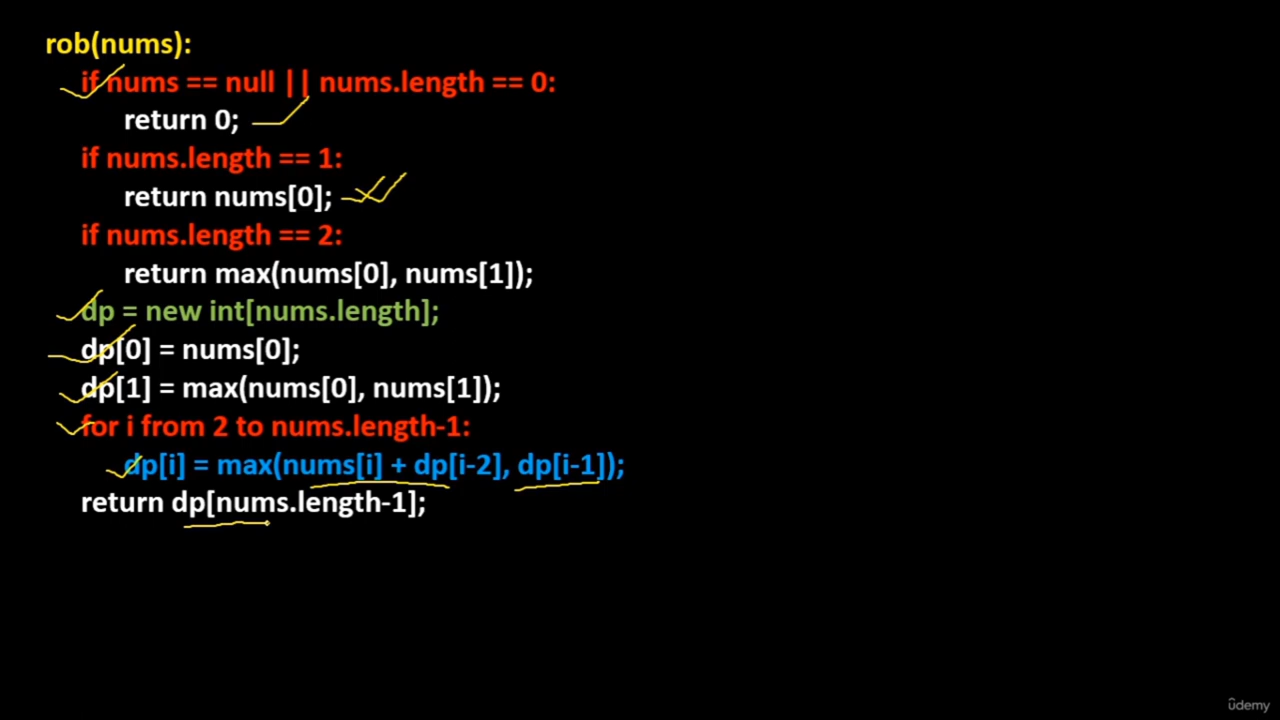 rob(nums):
if nums == null || nums.length == 0:
return 0;
if nums.length == 1:
return nums[0];
if nums.length == 2:
return max(nums[0], nums[1]);
dp = new int[nums.length];
dp[0] = nums[0];
dp[1] = max(nums[0], nums[1]);
for i from 2 to nums.length-1:
dp[i] = max(nums[i] + dp[i-2], dp[i-1]);
return dp[nums.length-1];
ûdemy